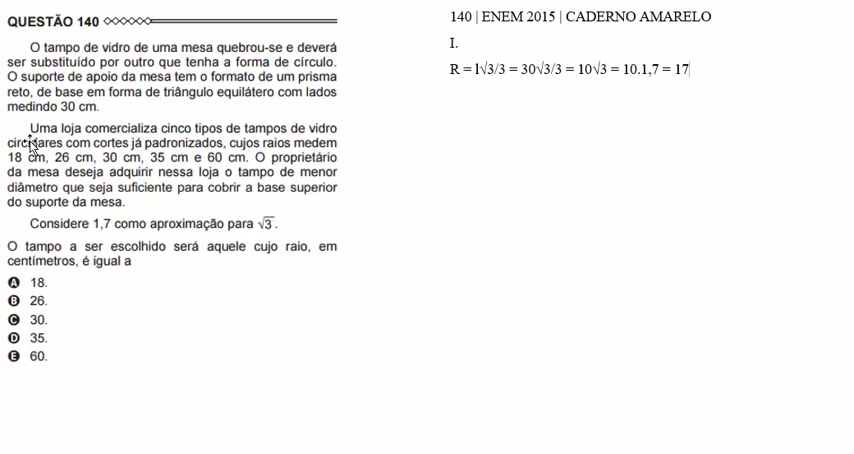 QUESTÃO 140
O tampo de vidro de uma mesa quebrou-se e deverá
ser substituído por outro que tenha a forma de círculo.
O suporte de apoio da mesa tem o formato de um prisma
reto, de base em forma de triângulo equilátero com lados
medindo 30 cm.
Uma loja comercializa cinco tipos de tampos de vidro
circulares com cortes já padronizados, cujos raios medem
18 cm, 26 cm, 30 cm, 35 cm e 60 cm. O proprietário
da mesa deseja adquirir nessa loja o tampo de menor
diâmetro que seja suficiente para cobrir a base superior
do suporte da mesa.
Considere 1,7 como aproximação para √3.
O tampo a ser escolhido será aquele cujo raio, em
centímetros, é igual a
A 18.
B 26.
C 30.
D 35.
E 60.
140 | ENEM 2015 | CADERNO AMARELO
I.
R = l√3/3 = 30√3/3 = 10√3 = 10.1,7 = 17